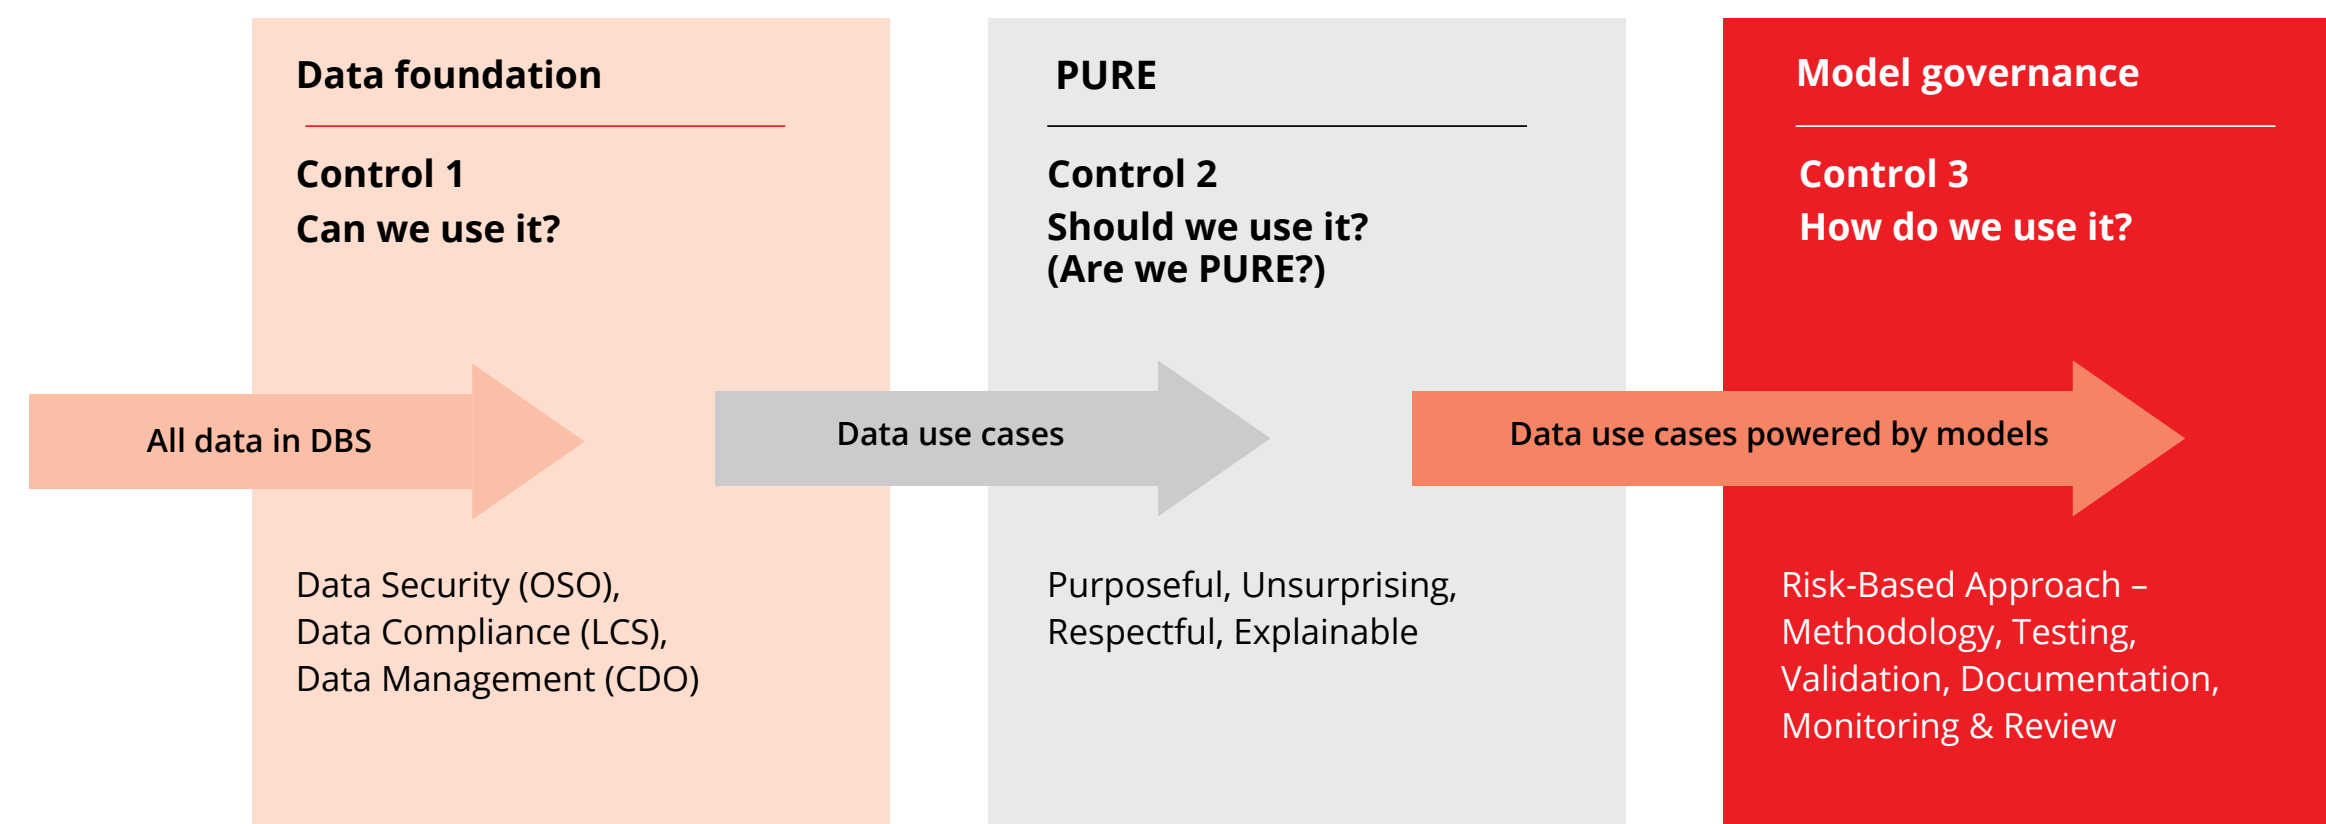 Data foundation
Control 1
Can we use it?
All data in DBS
Data Security (OSO),
Data Compliance (LCS),
Data Management (CDO)
PURE
Control 2
Should we use it?
(Are we PURE?)
Data use cases
Purposeful, Unsurprising,
Respectful, Explainable
Model governance
Control 3
How do we use it?
Data use cases powered by models
Risk-Based Approach –
Methodology, Testing,
Validation, Documentation,
Monitoring & Review